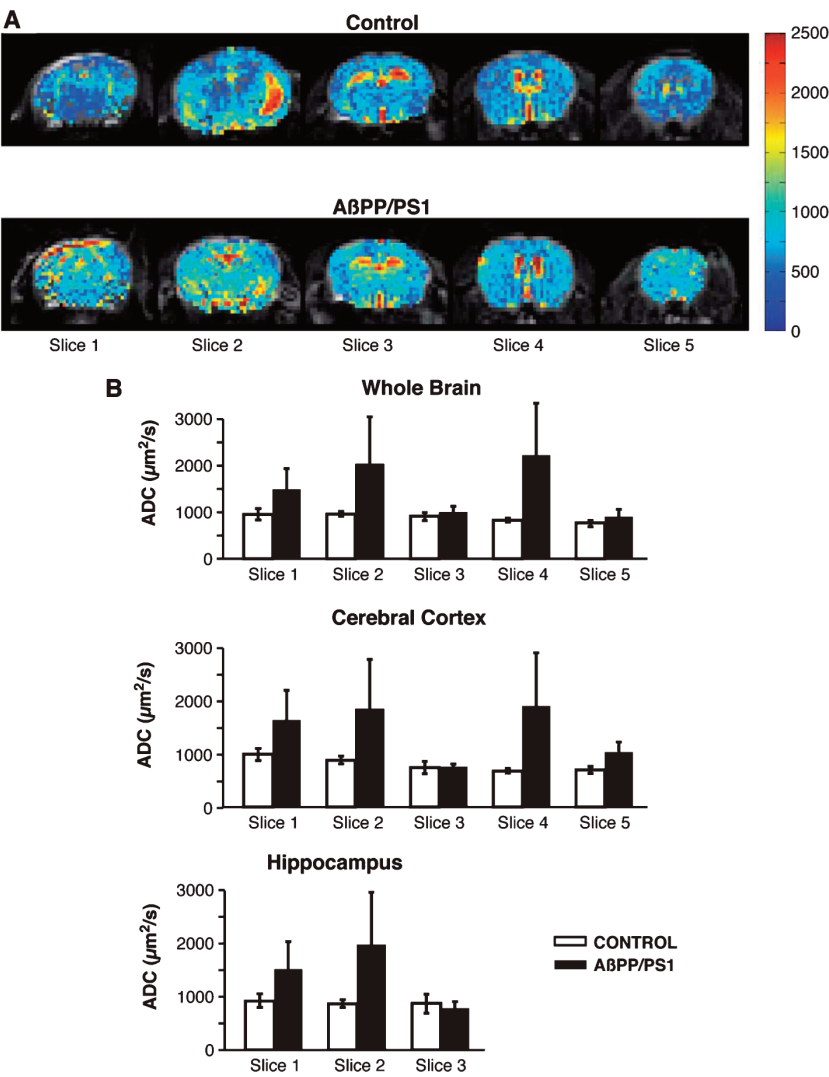 A
Control
2500
2000
1500
1000
500
0
AßPP/PS1
Slice 1 Slice 2 Slice 3 Slice 4 Slice 5
B
Whole Brain
ADC (µm²/s)
3000
2000
1000
0
Slice 1 Slice 2 Slice 3 Slice 4 Slice 5
Cerebral Cortex
ADC (µm²/s)
3000
2000
1000
0
Slice 1 Slice 2 Slice 3 Slice 4 Slice 5
Hippocampus
ADC (µm²/s)
3000
2000
1000
0
Slice 1 Slice 2 Slice 3
CONTROL
AßPP/PS1